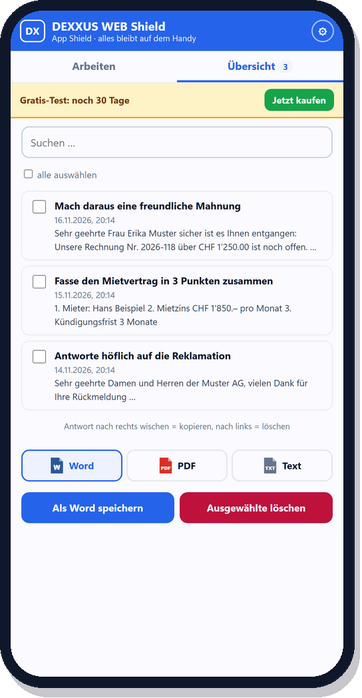 DX
DEXXUS WEB Shield
App Shield · alles bleibt auf dem Handy
Arbeiten
Übersicht 3
Gratis-Test: noch 30 Tage
Jetzt kaufen
Suchen ...
alle auswählen
Mach daraus eine freundliche Mahnung
16.11.2026, 20:14
Sehr geehrte Frau Erika Muster sicher ist es Ihnen entgangen:
Unsere Rechnung Nr. 2026-118 über CHF 1'250.00 ist noch offen. ...
Fasse den Mietvertrag in 3 Punkten zusammen
15.11.2026, 20:14
1. Mieter: Hans Beispiel 2. Mietzins CHF 1'850.– pro Monat 3.
Kündigungsfrist 3 Monate
Antworte höflich auf die Reklamation
14.11.2026, 20:14
Sehr geehrte Damen und Herren der Muster AG, vielen Dank für
Ihre Rückmeldung ...
Antwort nach rechts wischen = kopieren, nach links = löschen
W Word
PDF PDF
TXT Text
Als Word speichern
Ausgewählte löschen